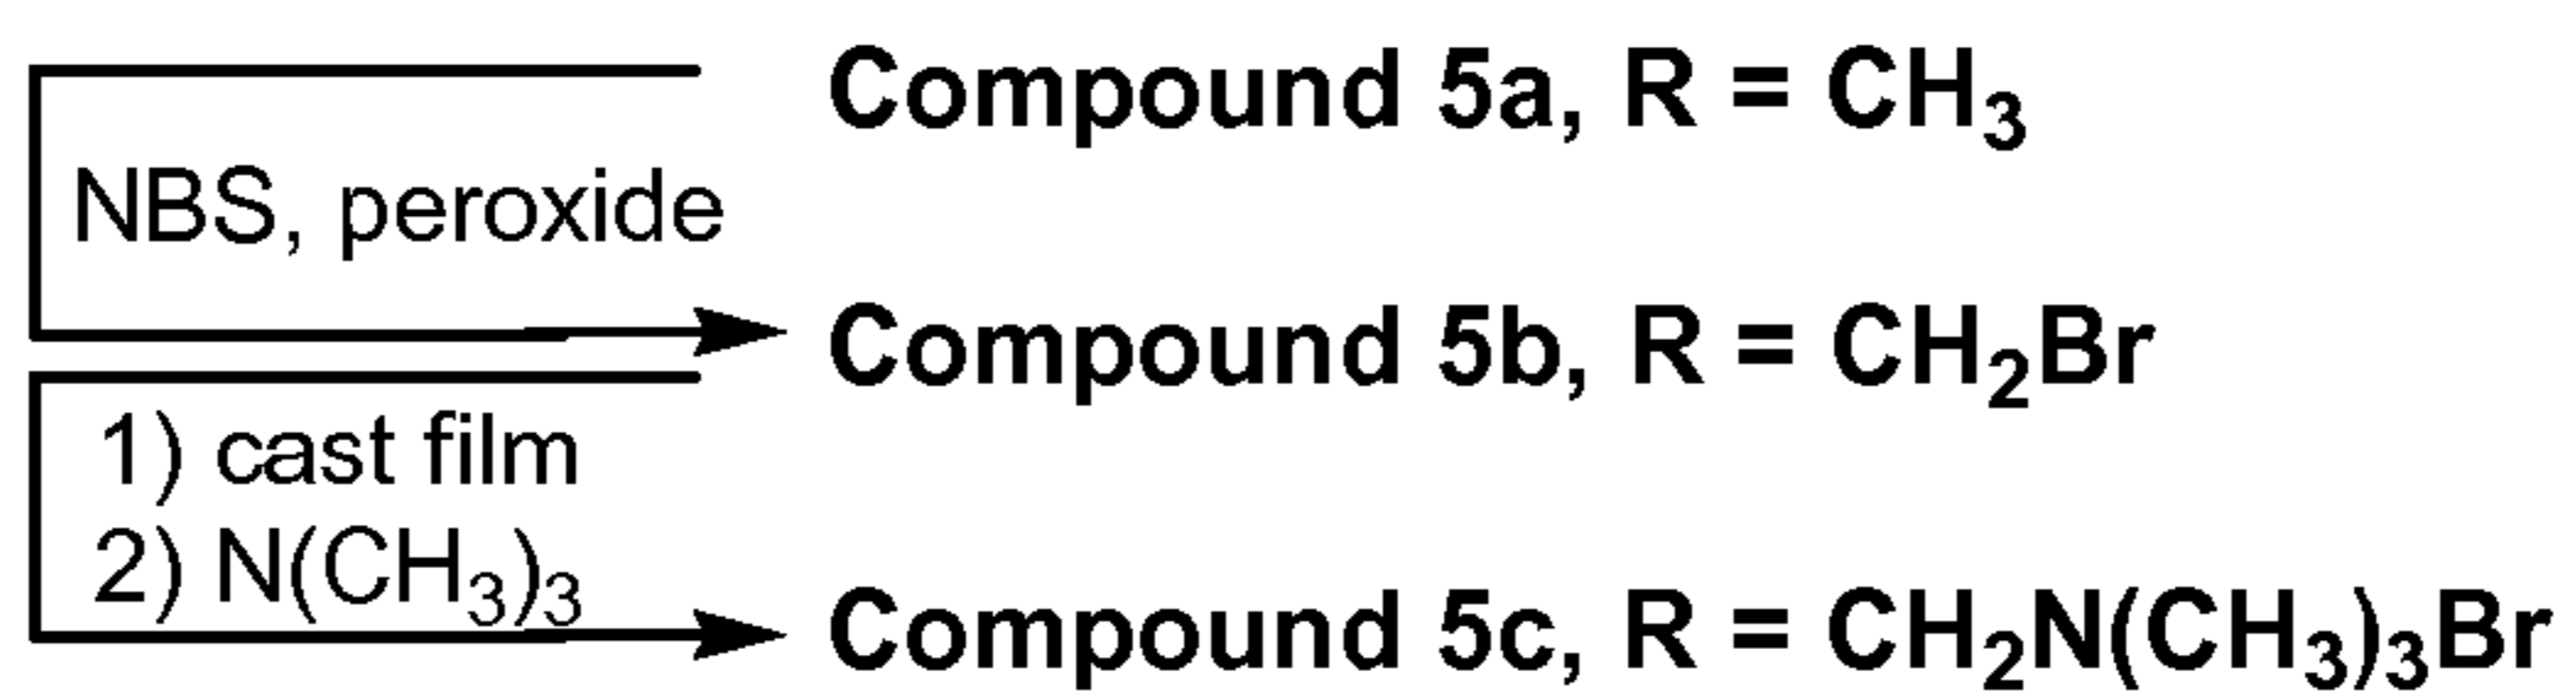 Compound 5a, R = CH₃
NBS, peroxide
Compound 5b, R = CH₂Br
1) cast film
2) N(CH₃)₃
Compound 5c, R = CH₂N(CH₃)₃Br